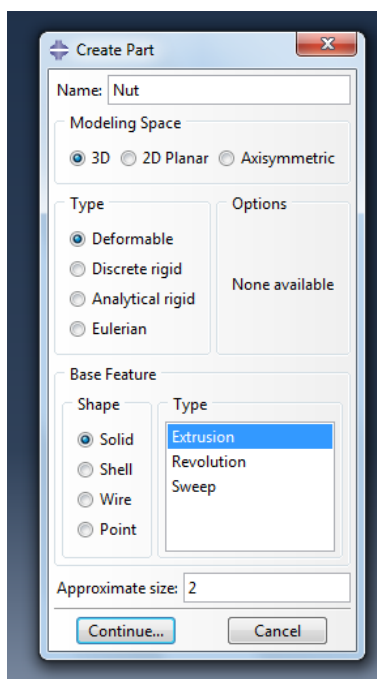 Create Part
Name: Nut
Modeling Space
3D 2D Planar Axisymmetric
Type
Options
Deformable
Discrete rigid
Analytical rigid
Eulerian
None available
Base Feature
Shape
Type
Solid
Shell
Wire
Point
Extrusion
Revolution
Sweep
Approximate size: 2
Continue... Cancel